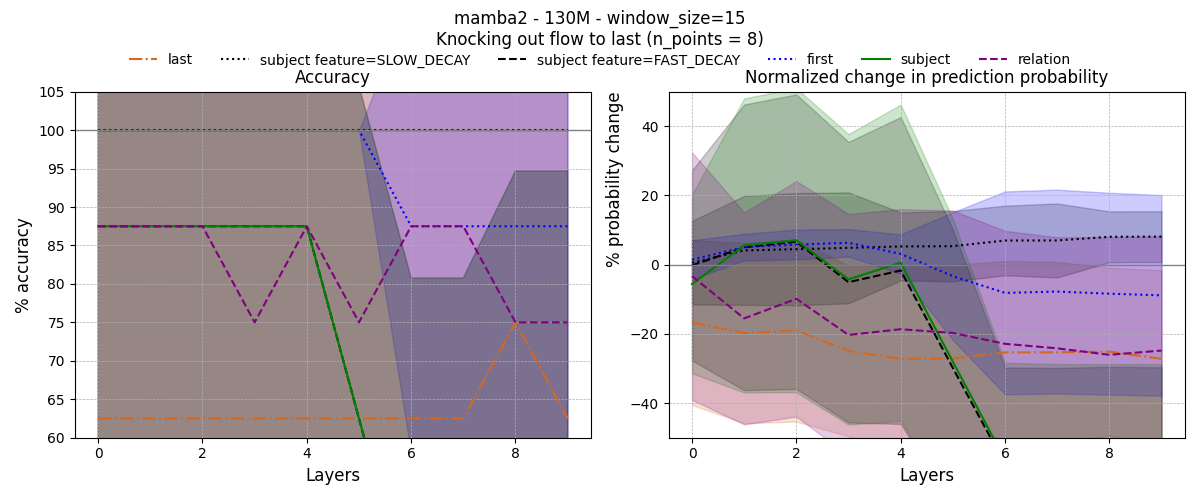 mamba2 - 130M - window_size=15
Knocking out flow to last (n_points = 8)
last
subject feature=SLOW_DECAY
subject feature=FAST_DECAY
first
subject
relation
Accuracy
% accuracy
105
100
95
90
85
80
75
70
65
60
0
2
4
6
8
Layers
Normalized change in prediction probability
% probability change
40
20
0
−20
−40
0
2
4
6
8
Layers